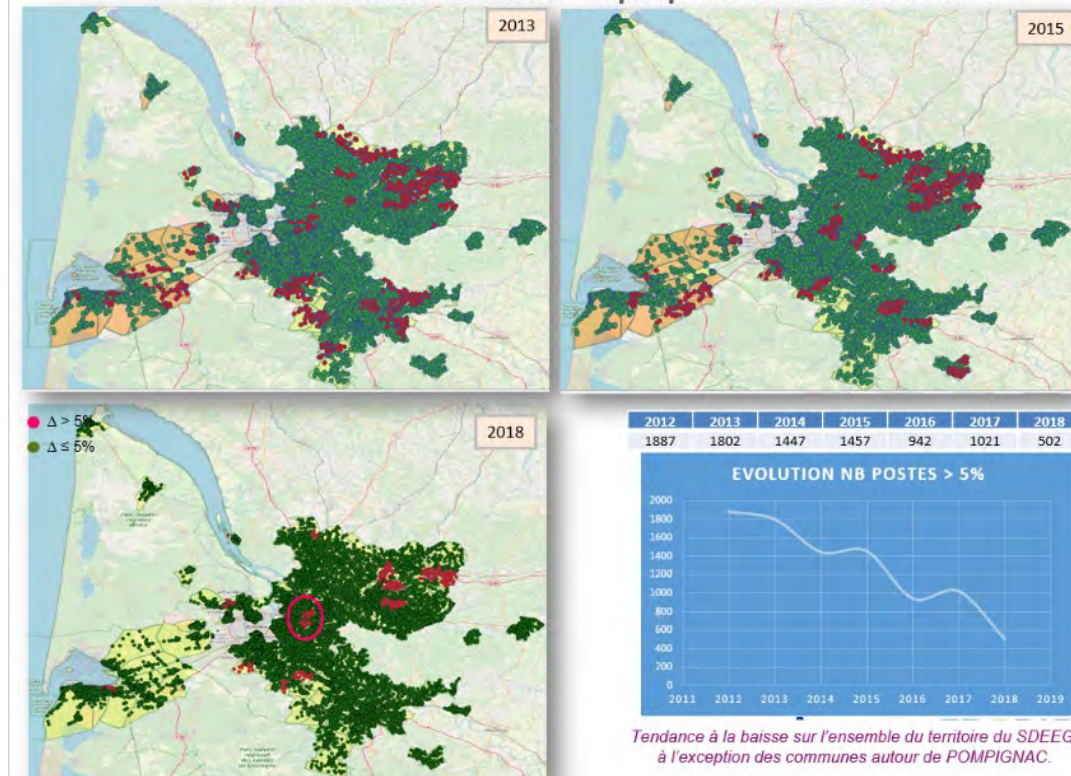 2013
2015
Δ > 5%
Δ ≤ 5%
2018
2012 2013 2014 2015 2016 2017 2018
1887 1802 1447 1457 942 1021 502
EVOLUTION NB POSTES > 5%
2000
1800
1600
1400
1200
1000
800
600
400
200
0
2011 2012 2013 2014 2015 2016 2017 2018 2019
Tendance à la baisse sur l'ensemble du territoire du SDEEG
à l'exception des communes autour de POMPIGNAC.